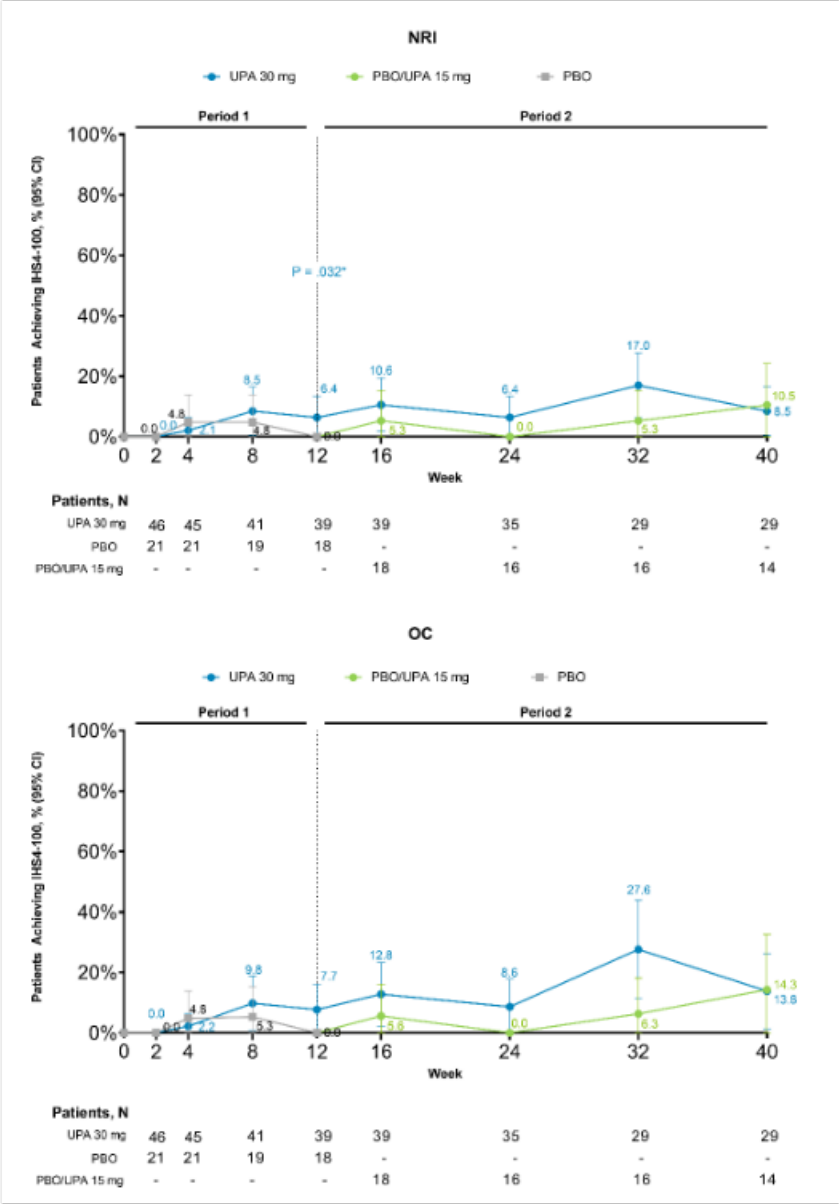 NRI
UPA 30 mg PBO/UPA 15 mg PBO
Period 1 Period 2
Patients Achieving IHS4-100, % (95% CI)
100%
80%
60%
40%
20%
0%
P = .032*
0.0 0.0 4.8 2.1 8.5 4.8 6.4 0.0 10.6 5.3 6.4 0.0 17.0 5.3 10.5 8.5
0 2 4 8 12 16 24 32 40
Week
Patients, N
UPA 30 mg 46 45 41 39 39 35 29 29
PBO 21 21 19 18 - - - -
PBO/UPA 15 mg - - - - 18 16 16 14
OC
UPA 30 mg PBO/UPA 15 mg PBO
Period 1 Period 2
Patients Achieving IHS4-100, % (95% CI)
100%
80%
60%
40%
20%
0%
0.0 0.0 4.8 2.2 9.8 5.3 7.7 0.0 12.8 5.6 8.6 0.0 27.6 6.3 14.3 13.8
0 2 4 8 12 16 24 32 40
Week
Patients, N
UPA 30 mg 46 45 41 39 39 35 29 29
PBO 21 21 19 18 - - - -
PBO/UPA 15 mg - - - - 18 16 16 14